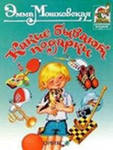 Эмма Мошковская
Какие бывают
подарки